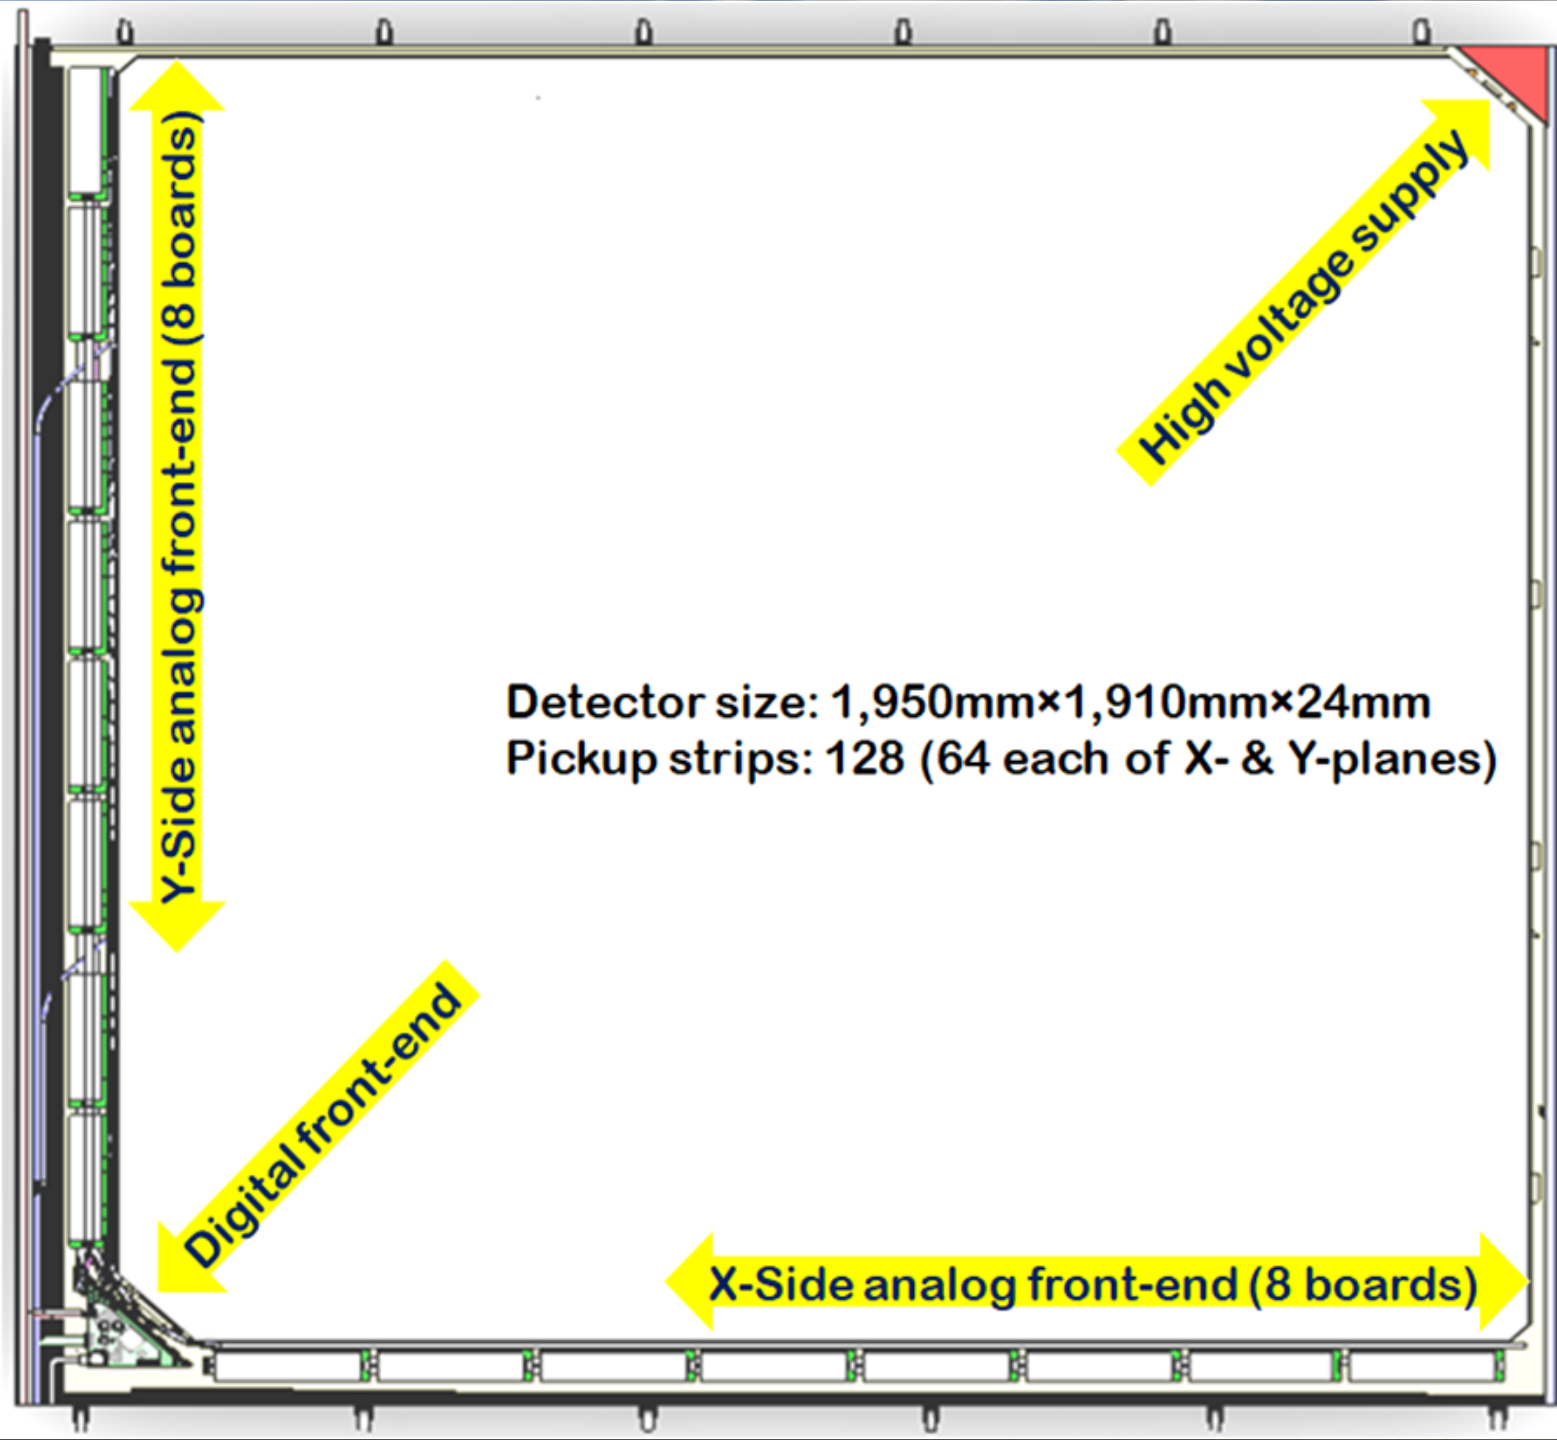 Y-Side analog front-end (8 boards)
High voltage supply
Detector size: 1,950mm×1,910mm×24mm
Pickup strips: 128 (64 each of X- & Y-planes)
Digital front-end
X-Side analog front-end (8 boards)